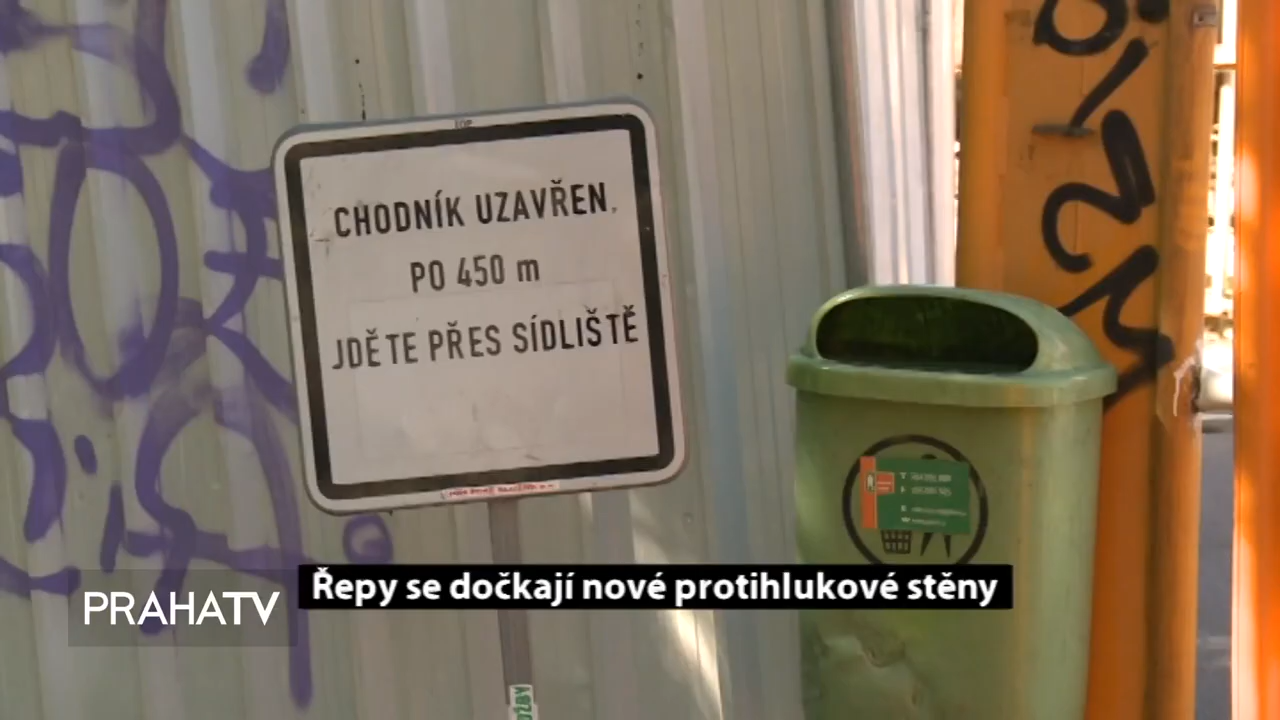 CHODNÍK UZAVŘEN.
PO 450 m
JDĚTE PŘES SÍDLIŠTĚ
Řepy se dočkají nové protihlukové stěny
PRAHATV